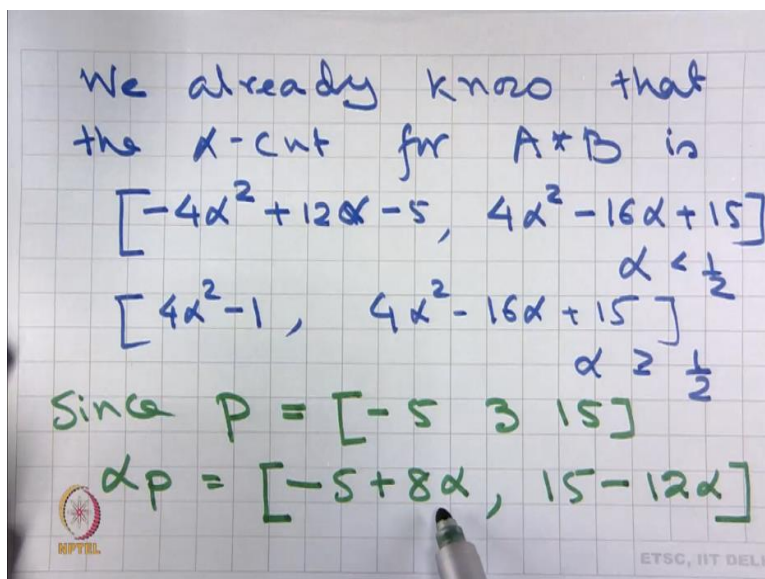 We already know that
the α-cut for A*B is
[-4α² + 12α - 5, 4α² - 16α + 15]
α < 1/2
[4α² - 1, 4α² - 16α + 15]
α ≥ 1/2
Since P = [-5 3 15]
αP = [-5 + 8α, 15 - 12α]
NPTEL
ETSC, IIT DEL